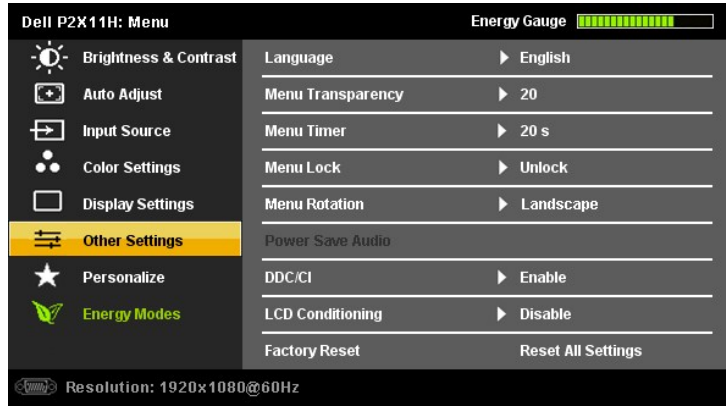 Dell P2X11H: Menu Energy Gauge
Brightness & Contrast Language English
Auto Adjust Menu Transparency 20
Input Source Menu Timer 20 s
Color Settings Menu Lock Unlock
Display Settings Menu Rotation Landscape
Other Settings Power Save Audio
Personalize DDC/CI Enable
Energy Modes LCD Conditioning Disable
Factory Reset Reset All Settings
Resolution: 1920x1080@60Hz